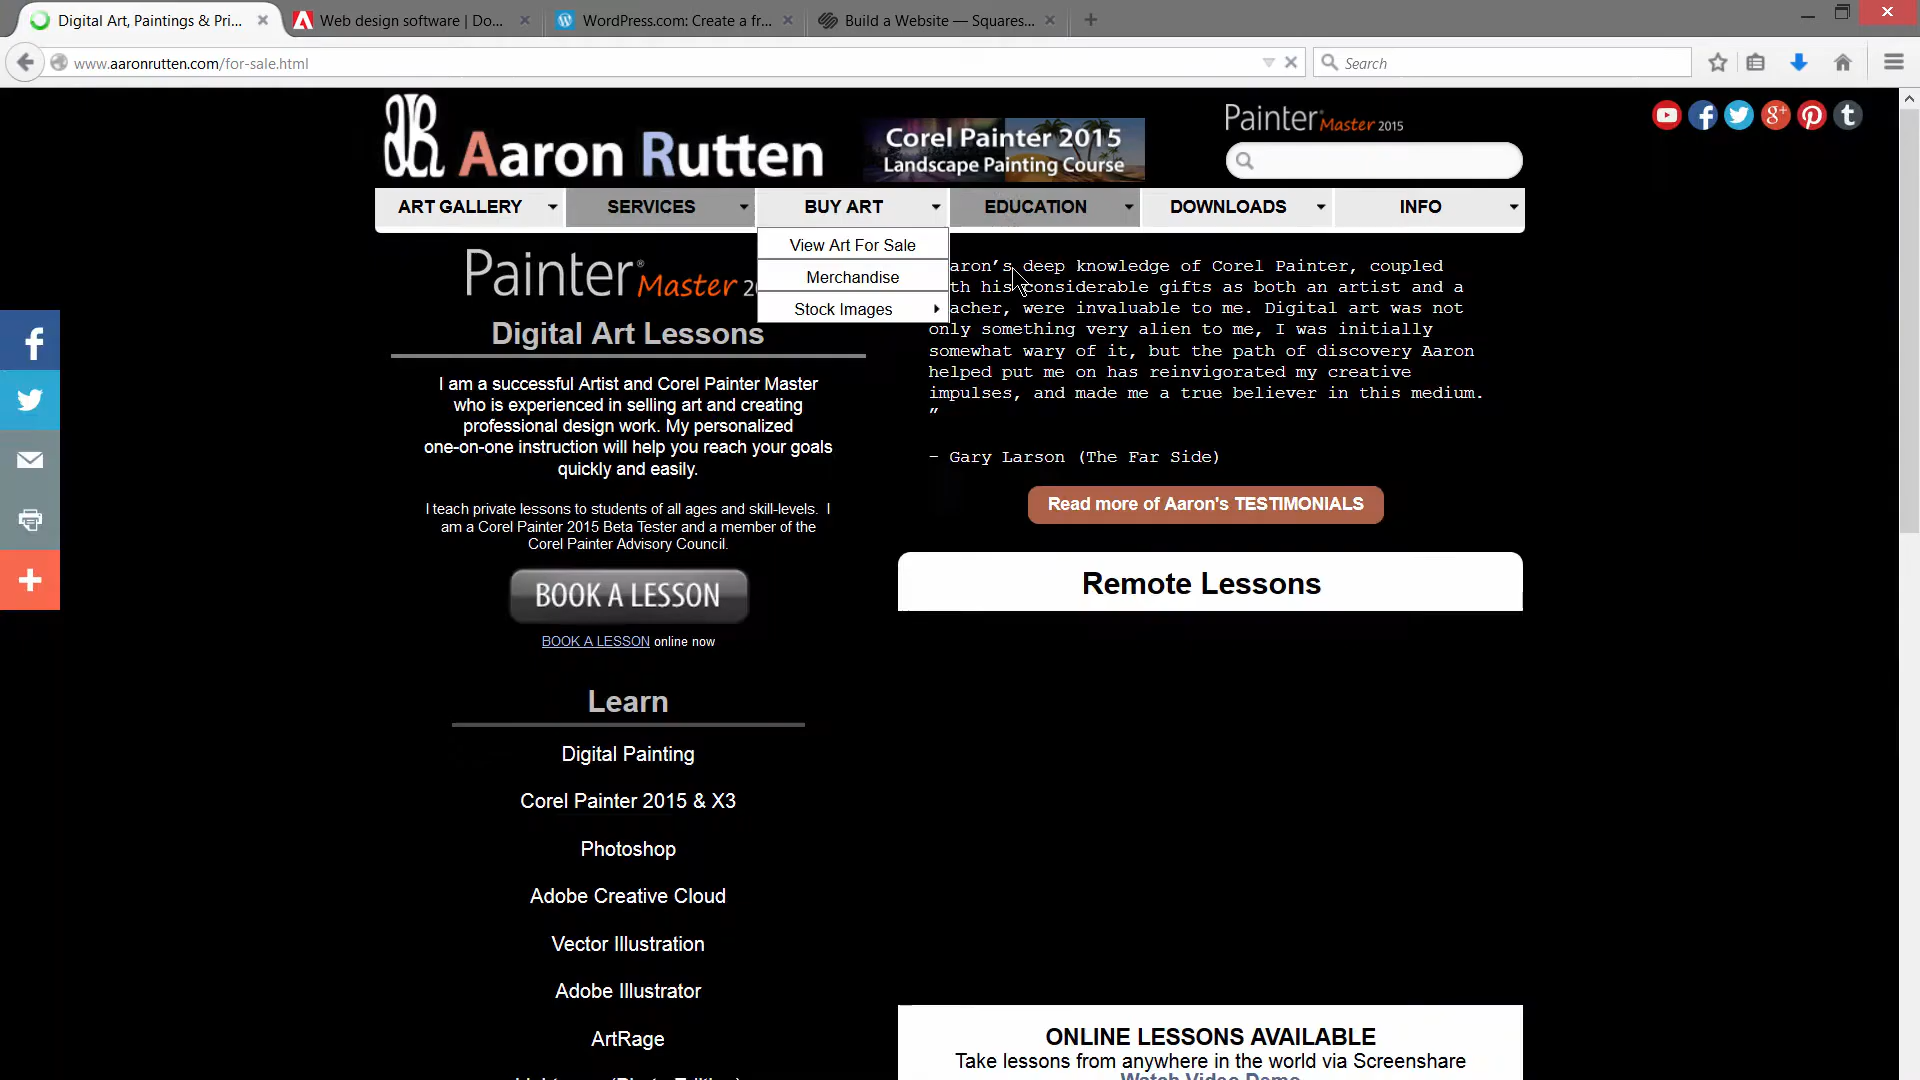 Digital Art, Paintings & Pri...
Web design software | Do...
WordPress.com: Create a fr...
Build a Website — Squares...
www.aaronrutten.com/for-sale.html
Search
Aaron Rutten
Corel Painter 2015
Landscape Painting Course
Painter® Master 2015
ART GALLERY
SERVICES
BUY ART
EDUCATION
DOWNLOADS
INFO
View Art For Sale
Merchandise
Stock Images
Painter® Master
Digital Art Lessons
I am a successful Artist and Corel Painter Master
who is experienced in selling art and creating
professional design work. My personalized
one-on-one instruction will help you reach your goals
quickly and easily.
I teach private lessons to students of all ages and skill-levels. I
am a Corel Painter 2015 Beta Tester and a member of the
Corel Painter Advisory Council.
BOOK A LESSON
BOOK A LESSON online now
Learn
Digital Painting
Corel Painter 2015 & X3
Photoshop
Adobe Creative Cloud
Vector Illustration
Adobe Illustrator
ArtRage
aron’s deep knowledge of Corel Painter, coupled
th his considerable gifts as both an artist and a
acher, were invaluable to me. Digital art was not
only something very alien to me, I was initially
somewhat wary of it, but the path of discovery Aaron
helped put me on has reinvigorated my creative
impulses, and made me a true believer in this medium.
”
– Gary Larson (The Far Side)
Read more of Aaron's TESTIMONIALS
Remote Lessons
ONLINE LESSONS AVAILABLE
Take lessons from anywhere in the world via Screenshare
Watch Video Demo